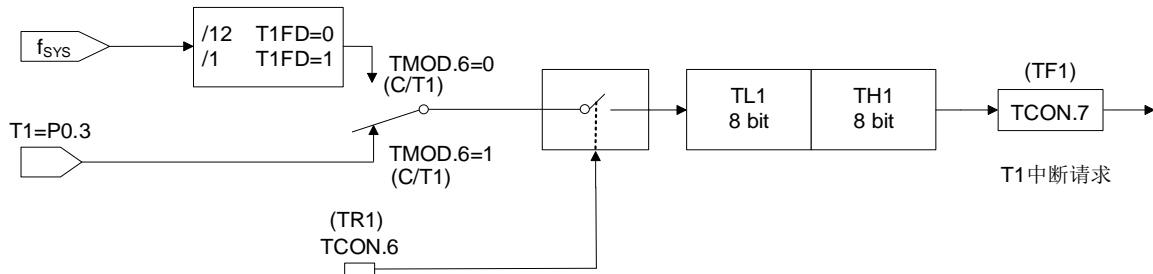 fSYS
/12 T1FD=0
/1 T1FD=1
TMOD.6=0
(C/T1)
T1=P0.3
TMOD.6=1
(C/T1)
(TR1)
TCON.6
TL1
8 bit
TH1
8 bit
(TF1)
TCON.7
T1中断请求